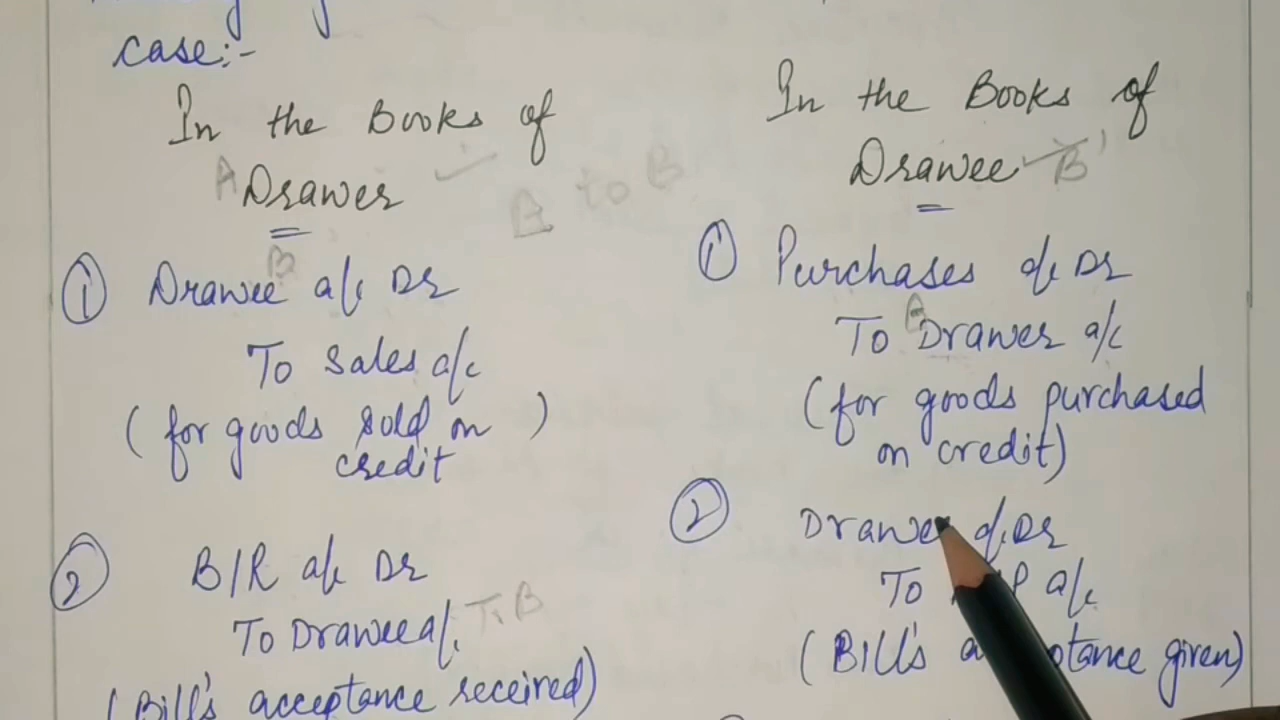 case:-
In the Books of
A Drawer
A to B
B
① Drawee a/c Dr
To Sales a/c
(for goods sold on )
credit
② B/R a/c Dr
To Drawee a/c To B
(Bill's acceptance received)
In the Books of
Drawee B
① Purchases a/c Dr
A
To Drawer a/c
(for goods purchased
on credit)
② Drawer a/c Dr
To a/c
(Bill's given)